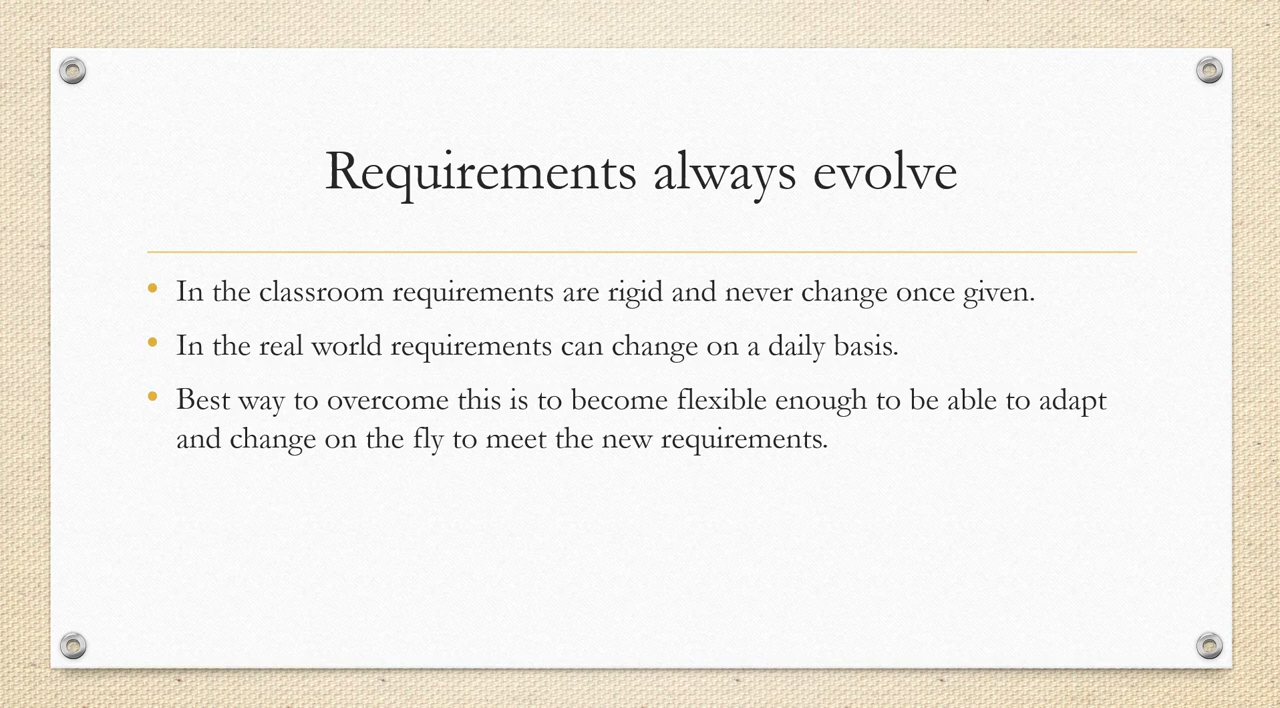 Requirements always evolve
• In the classroom requirements are rigid and never change once given.
• In the real world requirements can change on a daily basis.
• Best way to overcome this is to become flexible enough to be able to adapt
and change on the fly to meet the new requirements.